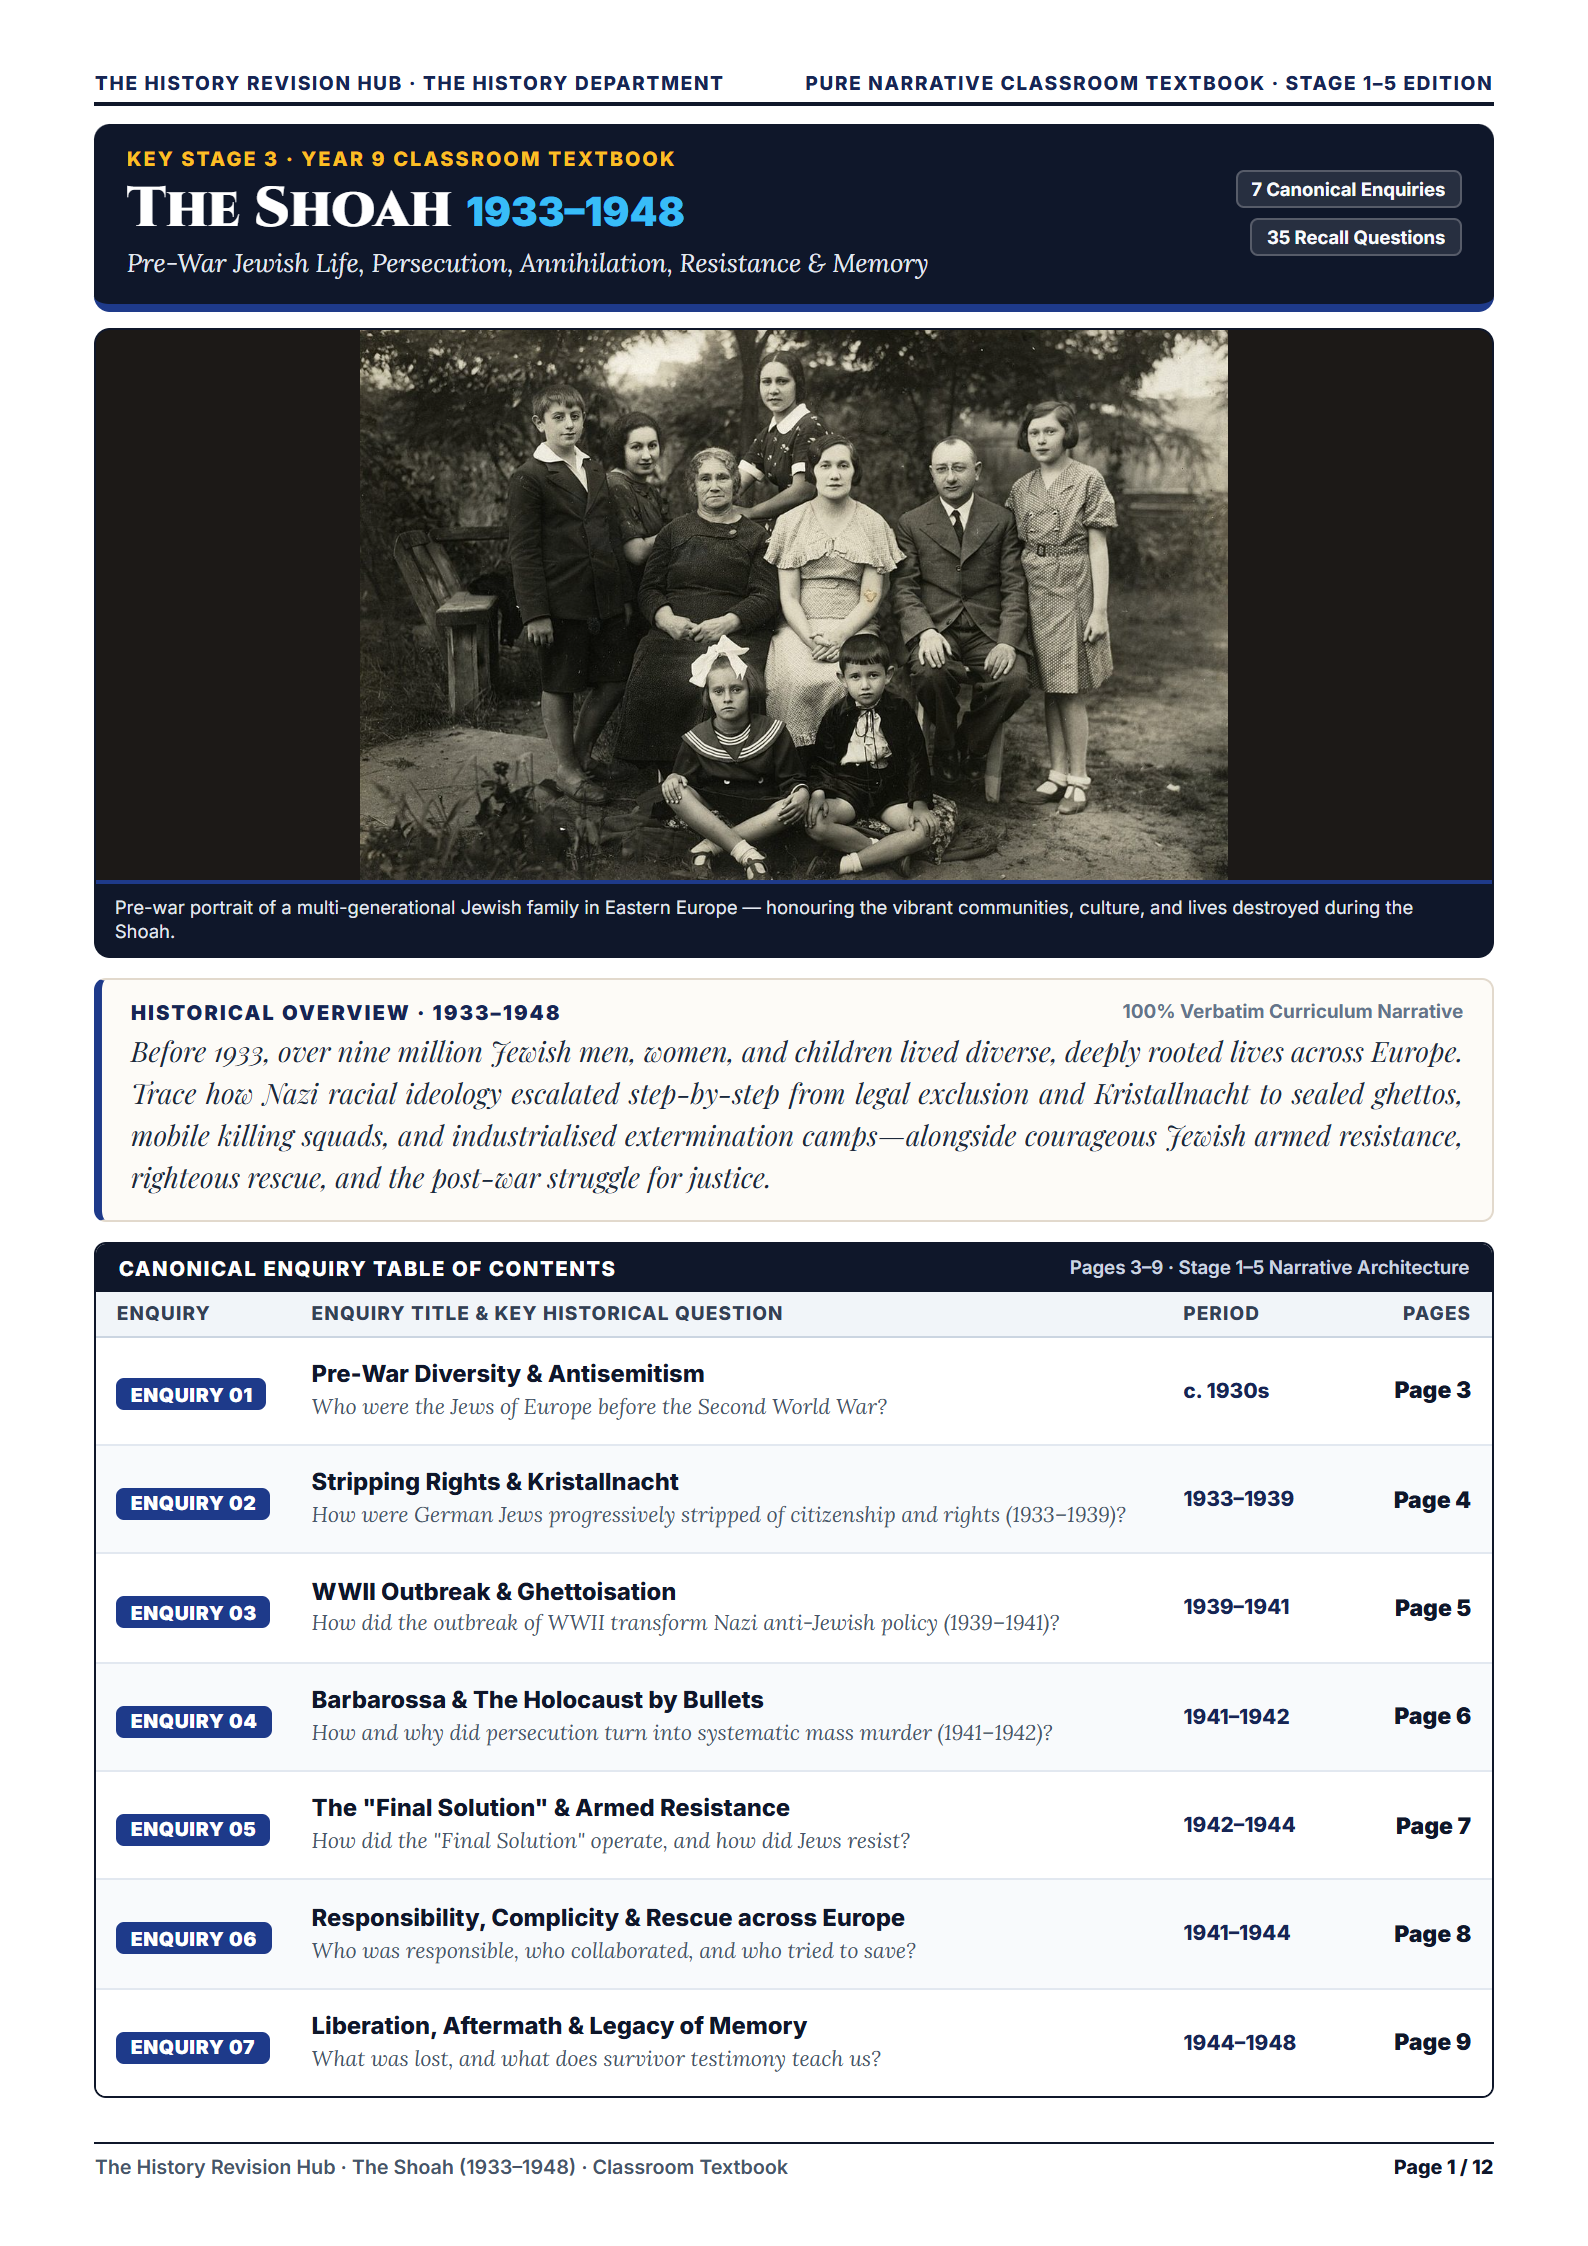 THE HISTORY REVISION HUB · THE HISTORY DEPARTMENT
PURE NARRATIVE CLASSROOM TEXTBOOK · STAGE 1–5 EDITION
KEY STAGE 3 · YEAR 9 CLASSROOM TEXTBOOK
THE SHOAH 1933–1948
Pre-War Jewish Life, Persecution, Annihilation, Resistance & Memory
7 Canonical Enquiries
35 Recall Questions
Pre-war portrait of a multi-generational Jewish family in Eastern Europe — honouring the vibrant communities, culture, and lives destroyed during the
Shoah.
HISTORICAL OVERVIEW · 1933–1948
100% Verbatim Curriculum Narrative
Before 1933, over nine million Jewish men, women, and children lived diverse, deeply rooted lives across Europe.
Trace how Nazi racial ideology escalated step-by-step from legal exclusion and Kristallnacht to sealed ghettos,
mobile killing squads, and industrialised extermination camps—alongside courageous Jewish armed resistance,
righteous rescue, and the post-war struggle for justice.
CANONICAL ENQUIRY TABLE OF CONTENTS
Pages 3–9 · Stage 1–5 Narrative Architecture
ENQUIRY ENQUIRY TITLE & KEY HISTORICAL QUESTION PERIOD PAGES
ENQUIRY 01
Pre-War Diversity & Antisemitism
Who were the Jews of Europe before the Second World War?
c. 1930s
Page 3
ENQUIRY 02
Stripping Rights & Kristallnacht
How were German Jews progressively stripped of citizenship and rights (1933–1939)?
1933–1939
Page 4
ENQUIRY 03
WWII Outbreak & Ghettoisation
How did the outbreak of WWII transform Nazi anti-Jewish policy (1939–1941)?
1939–1941
Page 5
ENQUIRY 04
Barbarossa & The Holocaust by Bullets
How and why did persecution turn into systematic mass murder (1941–1942)?
1941–1942
Page 6
ENQUIRY 05
The "Final Solution" & Armed Resistance
How did the "Final Solution" operate, and how did Jews resist?
1942–1944
Page 7
ENQUIRY 06
Responsibility, Complicity & Rescue across Europe
Who was responsible, who collaborated, and who tried to save?
1941–1944
Page 8
ENQUIRY 07
Liberation, Aftermath & Legacy of Memory
What was lost, and what does survivor testimony teach us?
1944–1948
Page 9
The History Revision Hub · The Shoah (1933–1948) · Classroom Textbook
Page 1 / 12